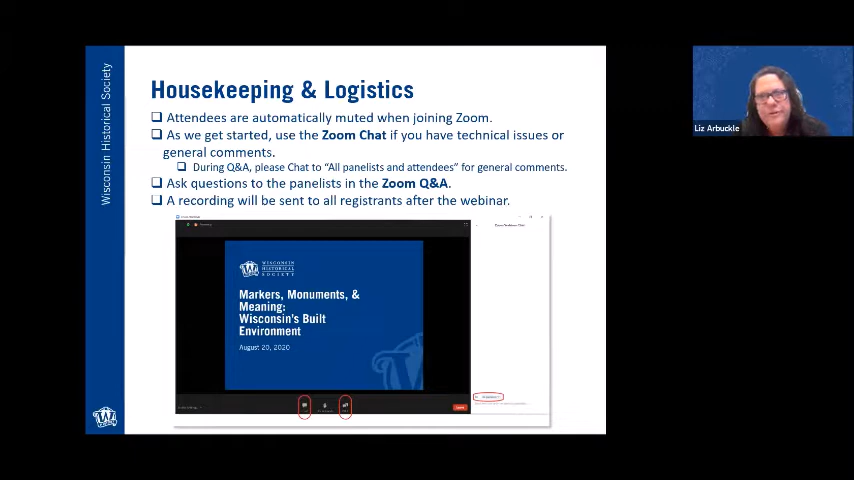 Wisconsin Historical Society
Housekeeping & Logistics
Attendees are automatically muted when joining Zoom.
As we get started, use the Zoom Chat if you have technical issues or
general comments.
During Q&A, please Chat to "All panelists and attendees" for general comments.
Ask questions to the panelists in the Zoom Q&A.
A recording will be sent to all registrants after the webinar.
WISCONSIN
HISTORICAL
SOCIETY
Markers, Monuments, &
Meaning:
Wisconsin's Built
Environment
August 20, 2020
Liz Arbuckle